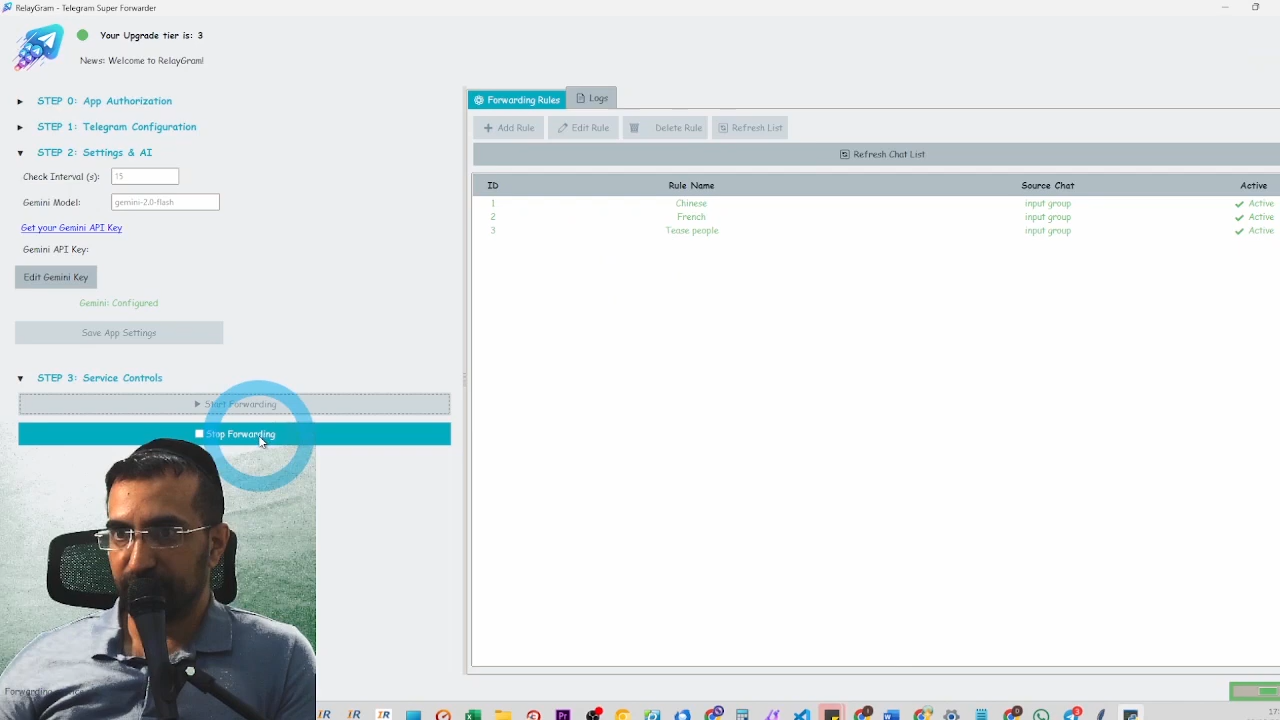 RelayGram - Telegram Super Forwarder
Your Upgrade tier is: 3
News: Welcome to RelayGram!
STEP 0: App Authorization
STEP 1: Telegram Configuration
STEP 2: Settings & AI
Check Interval (s): 15
Gemini Model: gemini-2.0-flash
Get your Gemini API Key
Gemini API Key:
Edit Gemini Key
Gemini: Configured
Save App Settings
STEP 3: Service Controls
Start Forwarding
Stop Forwarding
Forwarding Rules Logs
Add Rule Edit Rule Delete Rule Refresh List
Refresh Chat List
ID Rule Name Source Chat Active
1 Chinese input group Active
2 French input group Active
3 Tease people input group Active
Forwarding
17